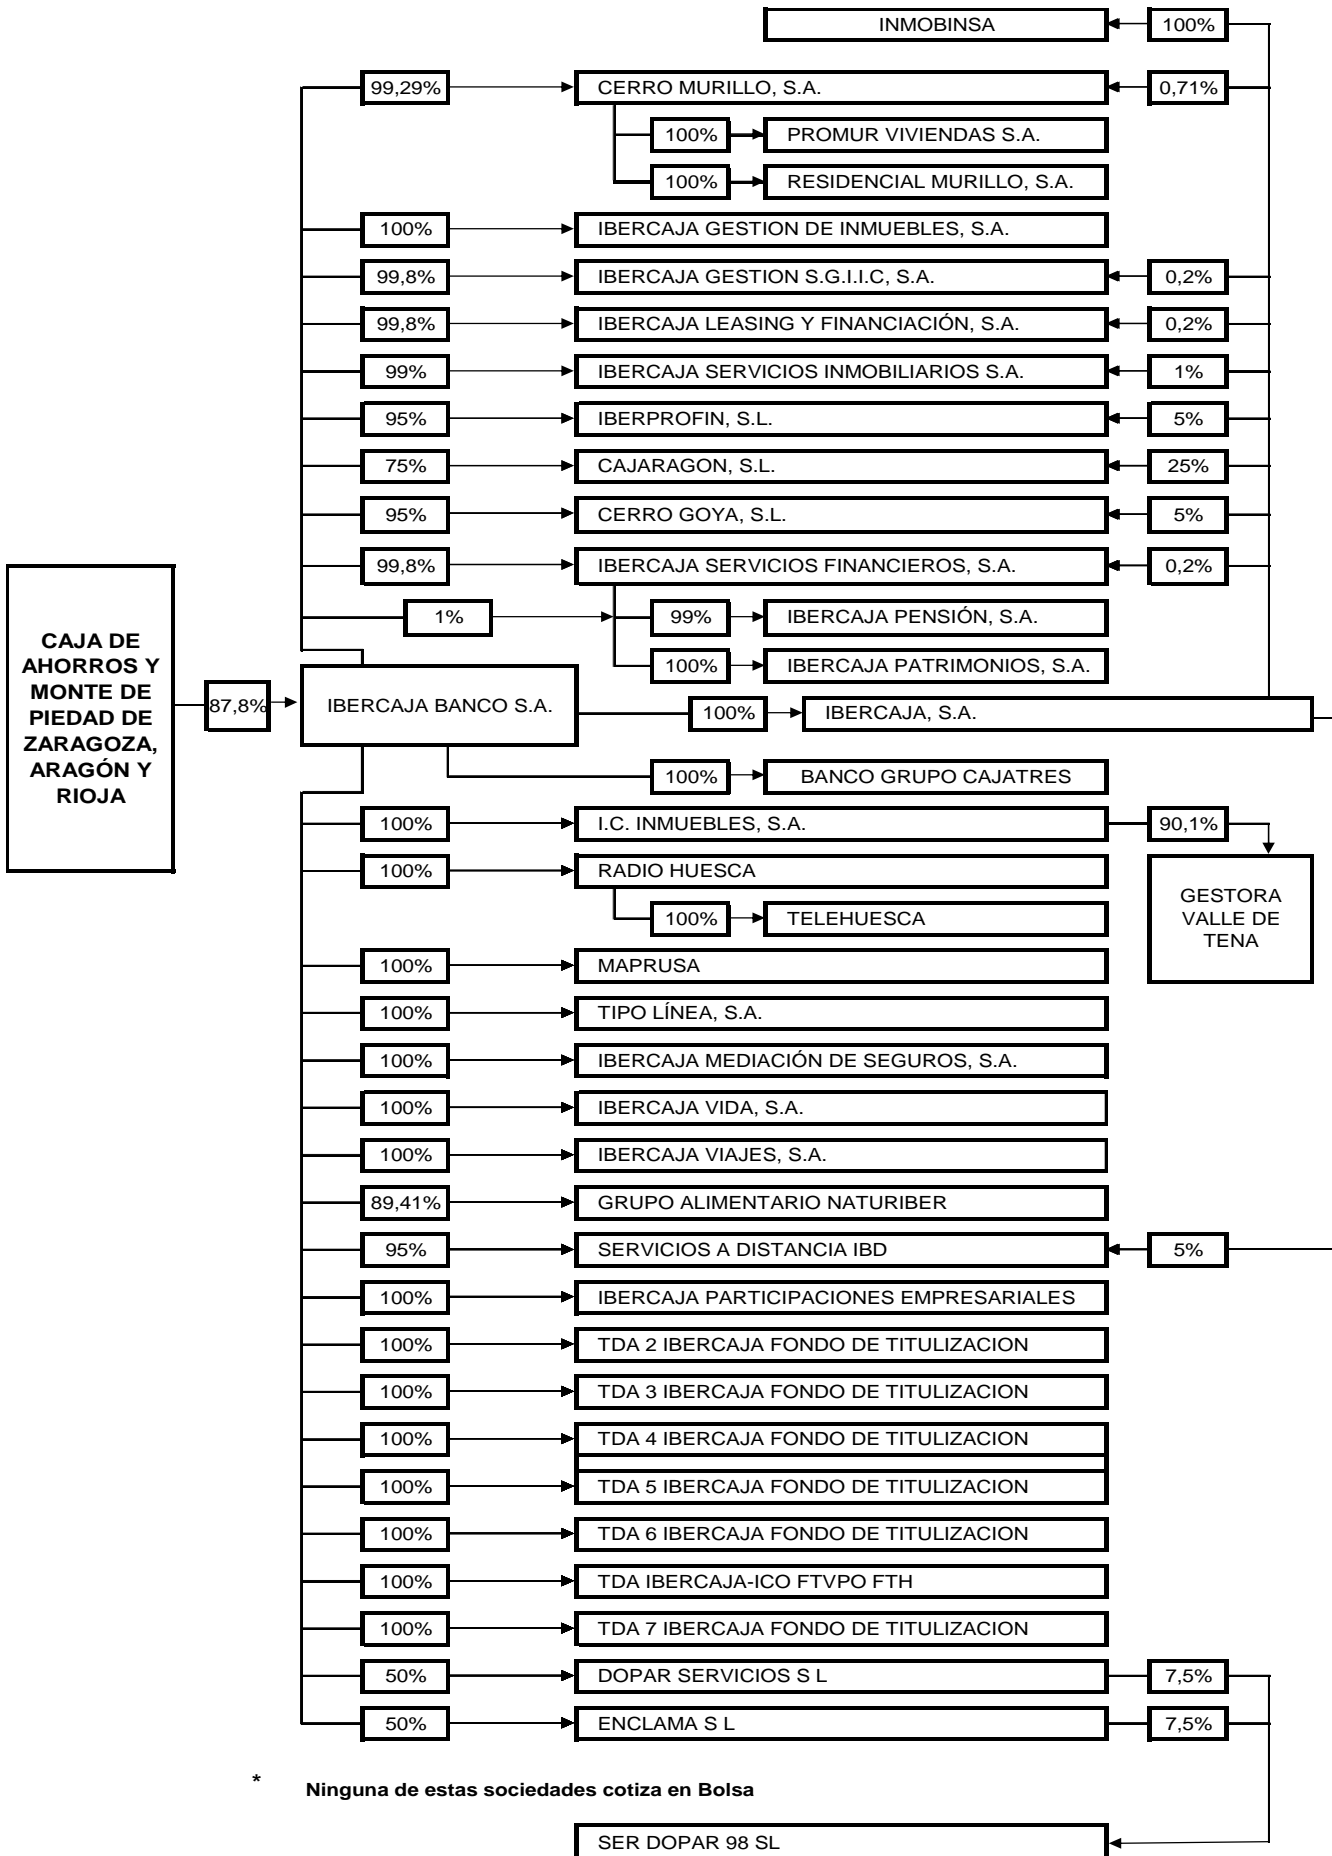 INMOBINSA 100%
99,29% CERRO MURILLO, S.A. 0,71%
100% PROMUR VIVIENDAS S.A.
100% RESIDENCIAL MURILLO, S.A.
100% IBERCAJA GESTION DE INMUEBLES, S.A.
99,8% IBERCAJA GESTION S.G.I.I.C, S.A. 0,2%
99,8% IBERCAJA LEASING Y FINANCIACIÓN, S.A. 0,2%
99% IBERCAJA SERVICIOS INMOBILIARIOS S.A. 1%
95% IBERPROFIN, S.L. 5%
75% CAJARAGON, S.L. 25%
95% CERRO GOYA, S.L. 5%
99,8% IBERCAJA SERVICIOS FINANCIEROS, S.A. 0,2%
1% 99% IBERCAJA PENSIÓN, S.A.
100% IBERCAJA PATRIMONIOS, S.A.
CAJA DE
AHORROS Y
MONTE DE
PIEDAD DE
ZARAGOZA,
ARAGÓN Y
RIOJA
87,8% IBERCAJA BANCO S.A. 100% IBERCAJA, S.A.
100% BANCO GRUPO CAJATRES
100% I.C. INMUEBLES, S.A. 90,1%
100% RADIO HUESCA
GESTORA
VALLE DE
TENA
100% TELEHUESCA
100% MAPRUSA
100% TIPO LÍNEA, S.A.
100% IBERCAJA MEDIACIÓN DE SEGUROS, S.A.
100% IBERCAJA VIDA, S.A.
100% IBERCAJA VIAJES, S.A.
89,41% GRUPO ALIMENTARIO NATURIBER
95% SERVICIOS A DISTANCIA IBD 5%
100% IBERCAJA PARTICIPACIONES EMPRESARIALES
100% TDA 2 IBERCAJA FONDO DE TITULIZACION
100% TDA 3 IBERCAJA FONDO DE TITULIZACION
100% TDA 4 IBERCAJA FONDO DE TITULIZACION
100% TDA 5 IBERCAJA FONDO DE TITULIZACION
100% TDA 6 IBERCAJA FONDO DE TITULIZACION
100% TDA IBERCAJA-ICO FTVPO FTH
100% TDA 7 IBERCAJA FONDO DE TITULIZACION
50% DOPAR SERVICIOS S L 7,5%
50% ENCLAMA S L 7,5%
* Ninguna de estas sociedades cotiza en Bolsa
SER DOPAR 98 SL